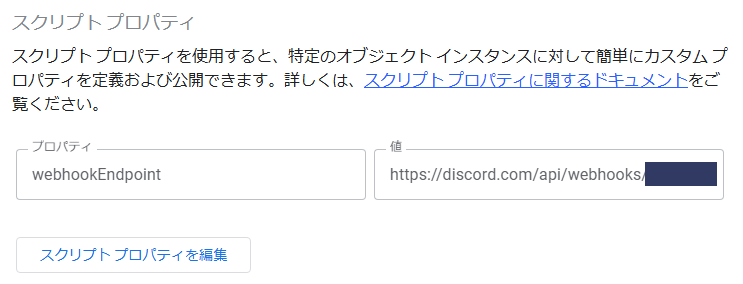 スクリプト プロパティ
スクリプト プロパティを使用すると、特定のオブジェクト インスタンスに対して簡単にカスタム プ
ロパティを定義および公開できます。詳しくは、スクリプト プロパティに関するドキュメントをご
覧ください。
プロパティ
webhookEndpoint
値
https://discord.com/api/webhooks/
スクリプト プロパティを編集